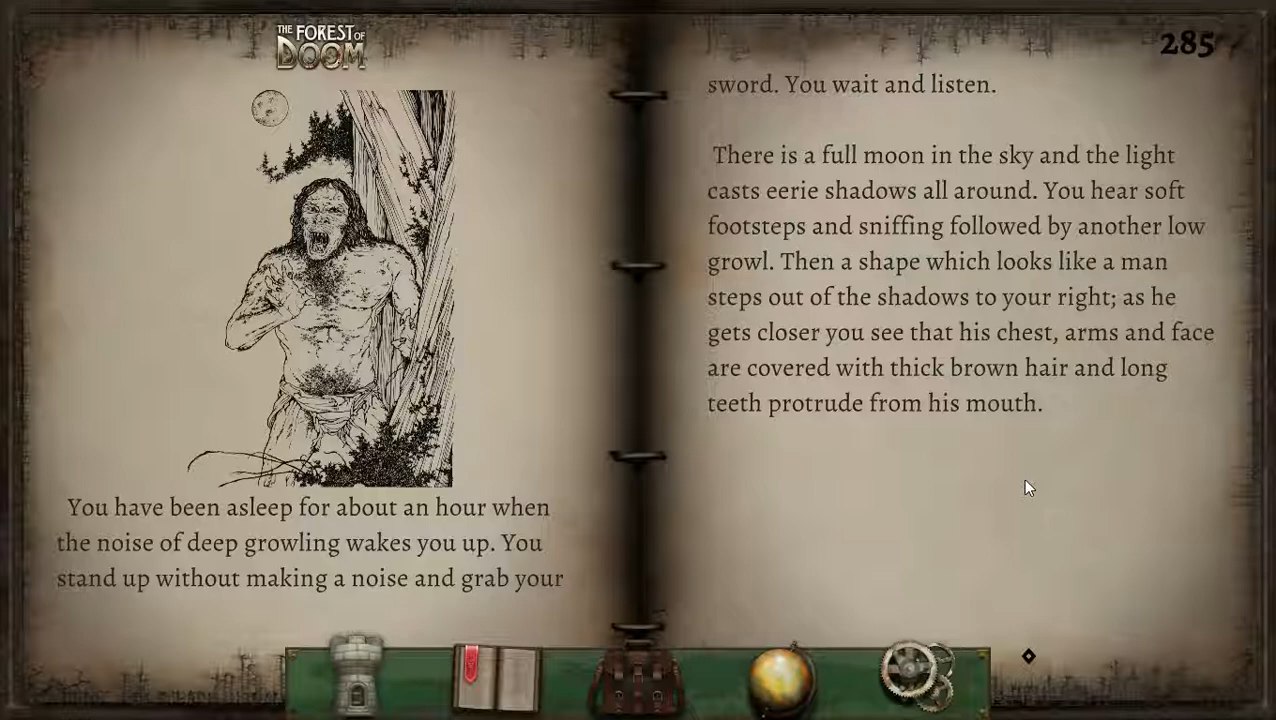 THE FOREST OF
DOOM
You have been asleep for about an hour when
the noise of deep growling wakes you up. You
stand up without making a noise and grab your
285
sword. You wait and listen.
There is a full moon in the sky and the light
casts eerie shadows all around. You hear soft
footsteps and sniffing followed by another low
growl. Then a shape which looks like a man
steps out of the shadows to your right; as he
gets closer you see that his chest, arms and face
are covered with thick brown hair and long
teeth protrude from his mouth.